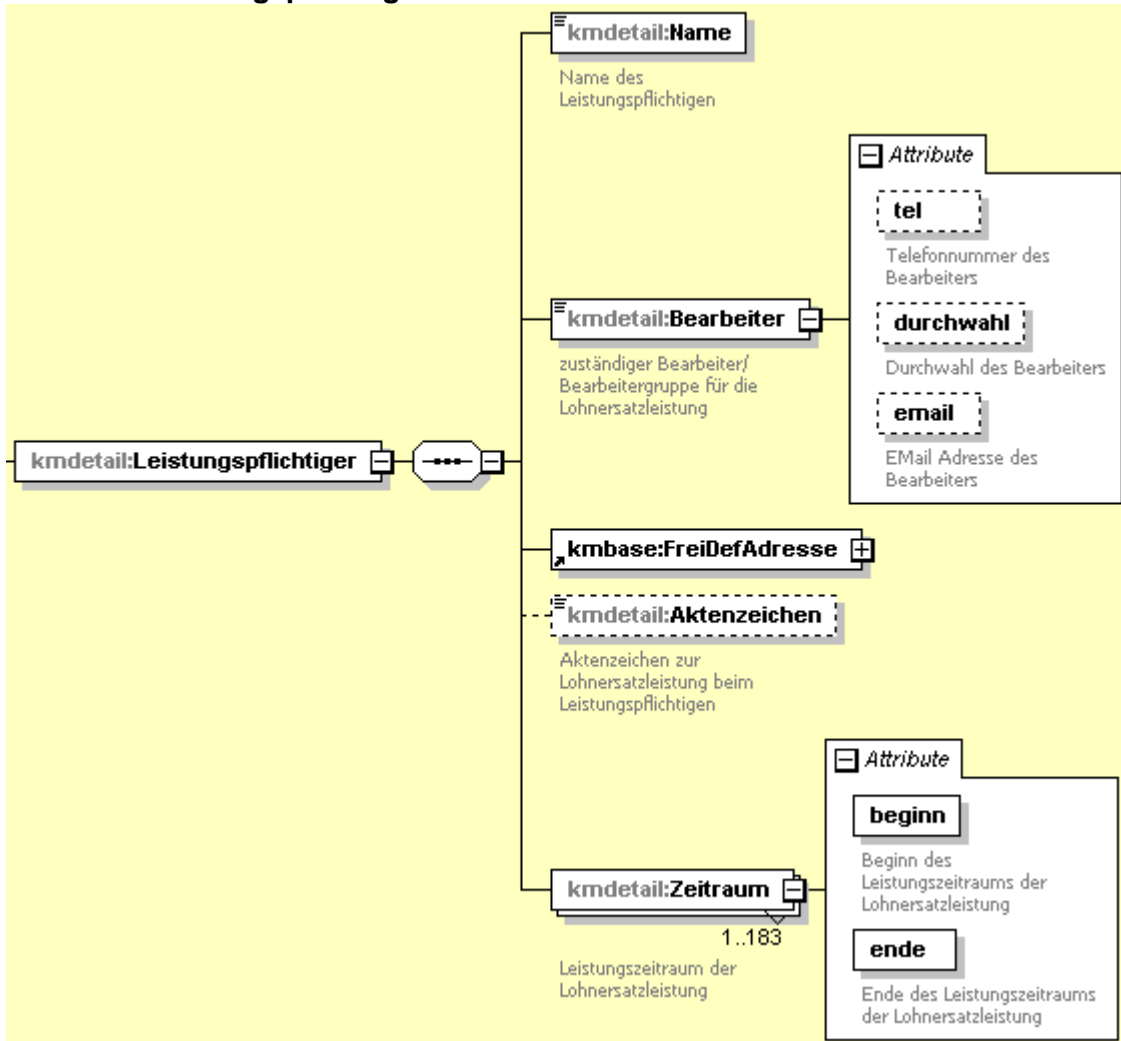 kmdetail:Name
Name des
Leistungspflichtigen
Attribute
tel
Telefonnummer des
Bearbeiters
kmdetail:Bearbeiter
durchwahl
zuständiger Bearbeiter/
Bearbeitergruppe für die
Lohnersatzleistung
Durchwahl des Bearbeiters
email
EMail Adresse des
Bearbeiters
kmdetail:Leistungspflichtiger
kmbase:FreiDefAdresse
kmdetail:Aktenzeichen
Aktenzeichen zur
Lohnersatzleistung beim
Leistungspflichtigen
Attribute
beginn
Beginn des
Leistungszeitraums der
Lohnersatzleistung
kmdetail:Zeitraum
1..183
Leistungszeitraum der
Lohnersatzleistung
ende
Ende des Leistungszeitraums
der Lohnersatzleistung